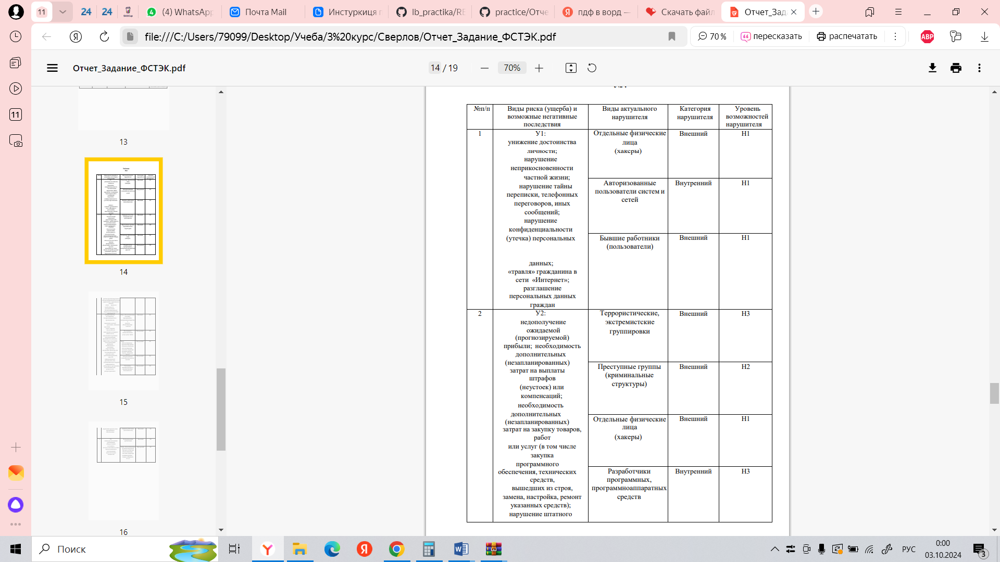 11
24
24
(4) WhatsApp
Почта Mail
Инстуркиця г
lb_practika/RE
practice/Отче
пдф в ворд —
Скачать файл
Отчет_Зада
file:///C:/Users/79099/Desktop/Учеба/3%20курс/Сверлов/Отчет_Задание_ФСТЭК.pdf
70 %
пересказать
распечатать
ABP
Отчет_Задание_ФСТЭК.pdf
14 / 19
70%
11
13
14
15
16
№п/п
Виды риска (ущерба) и
возможные негативные
последствия
Виды актуального
нарушителя
Категория
нарушителя
Уровень
возможностей
нарушителя
1
У1:
унижение достоинства
личности;
нарушение
неприкосновенности
частной жизни;
нарушение тайны
переписки, телефонных
переговоров, иных
сообщений;
нарушение
конфиденциальности
(утечка) персональных
данных;
«травля» гражданина в
сети «Интернет»;
разглашение
персональных данных
граждан
Отдельные физические
лица
(хакеры)
Внешний
Н1
Авторизованные
пользователи систем и
сетей
Внутренний
Н1
Бывшие работники
(пользователи)
Внешний
Н1
2
У2:
недополучение
ожидаемой
(прогнозируемой)
прибыли; необходимость
дополнительных
(незапланированных)
затрат на выплаты
штрафов
(неустоек) или
компенсаций;
необходимость
дополнительных
(незапланированных)
затрат на закупку товаров,
работ
или услуг (в том числе
закупка
программного
обеспечения, технических
средств,
вышедших из строя,
замена, настройка, ремонт
указанных средств);
нарушение штатного
Террористические,
экстремистские
группировки
Внешний
Н3
Преступные группы
(криминальные
структуры)
Внешний
Н2
Отдельные физические
лица
(хакеры)
Внешний
Н1
Разработчики
программных,
программноаппаратных
средств
Внутренний
Н3
Поиск
РУС
0:00
03.10.2024
3